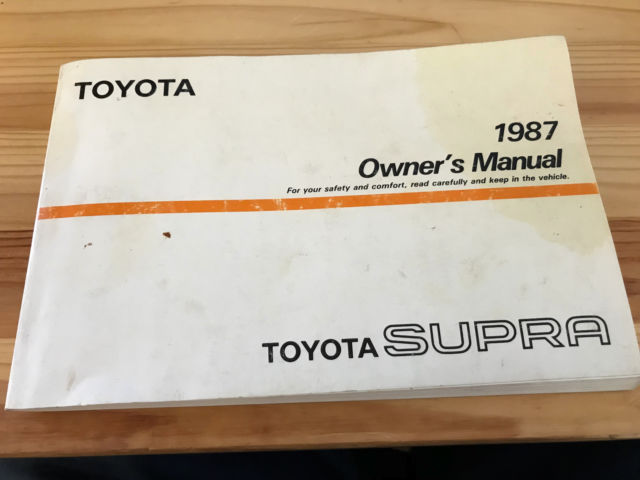 TOYOTA
1987
Owner's Manual
For your safety and comfort, read carefully and keep in the vehicle.
TOYOTA SUPRA